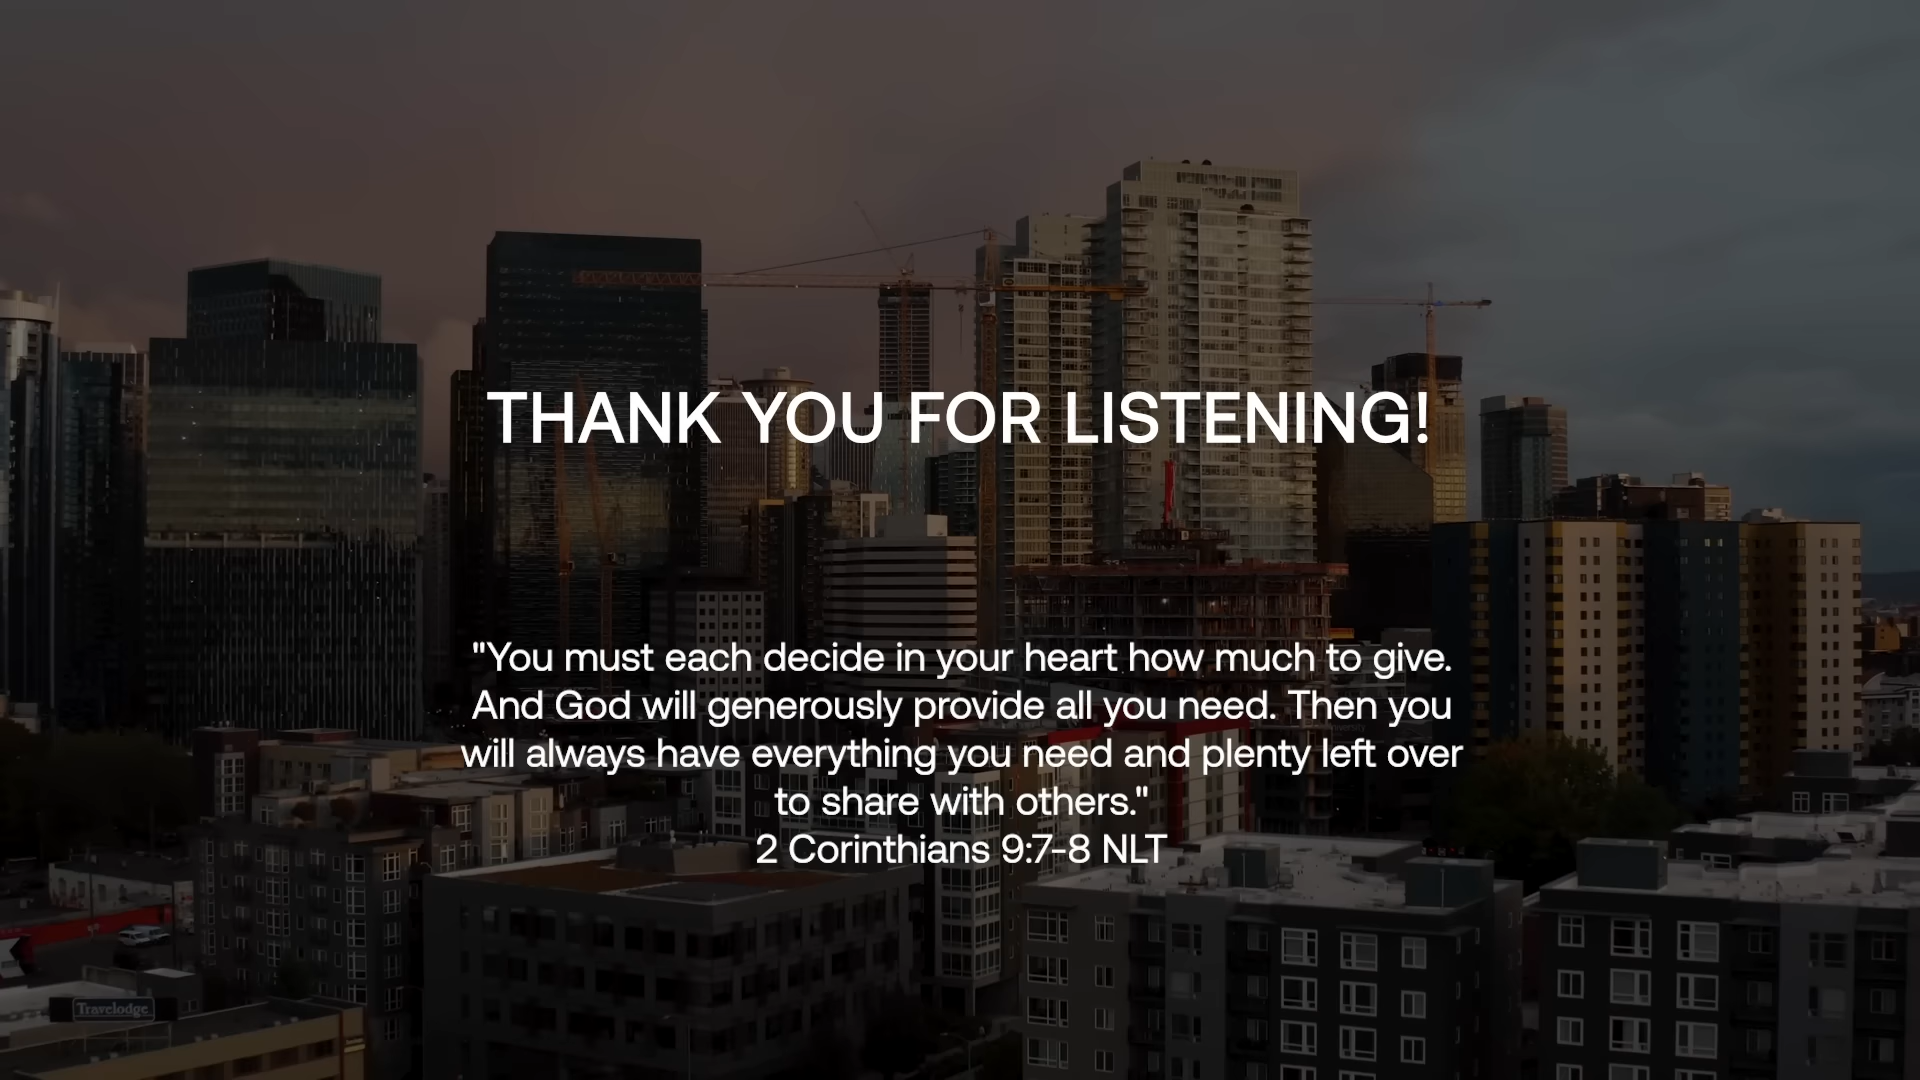 THANK YOU FOR LISTENING!
"You must each decide in your heart how much to give.
And God will generously provide all you need. Then you
will always have everything you need and plenty left over
to share with others."
2 Corinthians 9:7-8 NLT
Travelodge